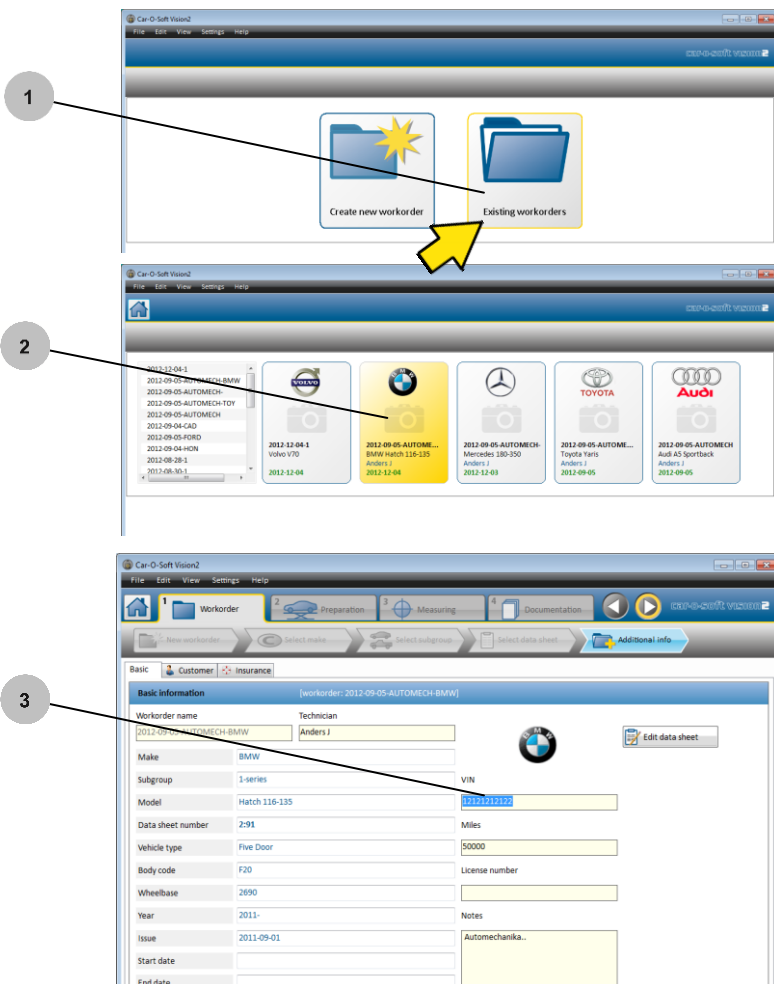 Car-O-Soft Vision2
File Edit View Settings Help
car-o-soft vision2
1
Create new workorder
Existing workorders
Car-O-Soft Vision2
File Edit View Settings Help
car-o-soft vision2
2
2012-12-04-1
2012-09-05-AUTOMECH-BMW
2012-09-05-AUTOMECH-
2012-09-05-AUTOMECH-TOY
2012-09-05-AUTOMECH
2012-09-04-CAD
2012-09-05-FORD
2012-09-04-HON
2012-08-28-1
2012-08-30-1
VOLVO
2012-12-04-1
Volvo V70
2012-12-04
BMW
2012-09-05-AUTOME...
BMW Hatch 116-135
Anders J
2012-12-04
2012-09-05-AUTOMECH-
Mercedes 180-350
Anders J
2012-12-03
TOYOTA
2012-09-05-AUTOME...
Toyota Yaris
Anders J
2012-09-05
Audi
2012-09-05-AUTOMECH
Audi A5 Sportback
Anders J
2012-09-05
Car-O-Soft Vision2
File Edit View Settings Help
1 Workorder 2 Preparation 3 Measuring 4 Documentation car-o-soft vision2
New workorder Select make Select subgroup Select data sheet Additional info
Basic Customer Insurance
3
Basic information [workorder: 2012-09-05-AUTOMECH-BMW]
Workorder name Technician
2012-09-05-AUTOMECH-BMW Anders J
BMW
Edit data sheet
Make BMW
Subgroup 1-series VIN
Model Hatch 116-135 12121212122
Data sheet number 2:91 Miles
Vehicle type Five Door 50000
Body code F20 License number
Wheelbase 2690
Year 2011- Notes
Issue 2011-09-01 Automechanika..
Start date
End date